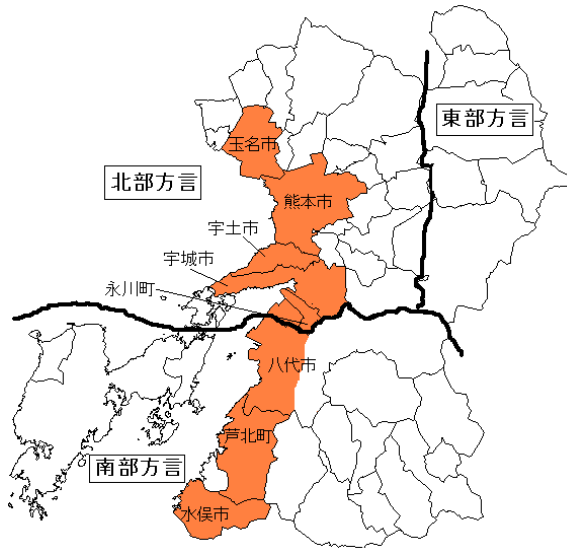 東部方言
玉名市
北部方言
熊本市
宇土市
宇城市
永川町
八代市
芦北町
南部方言
水俣市